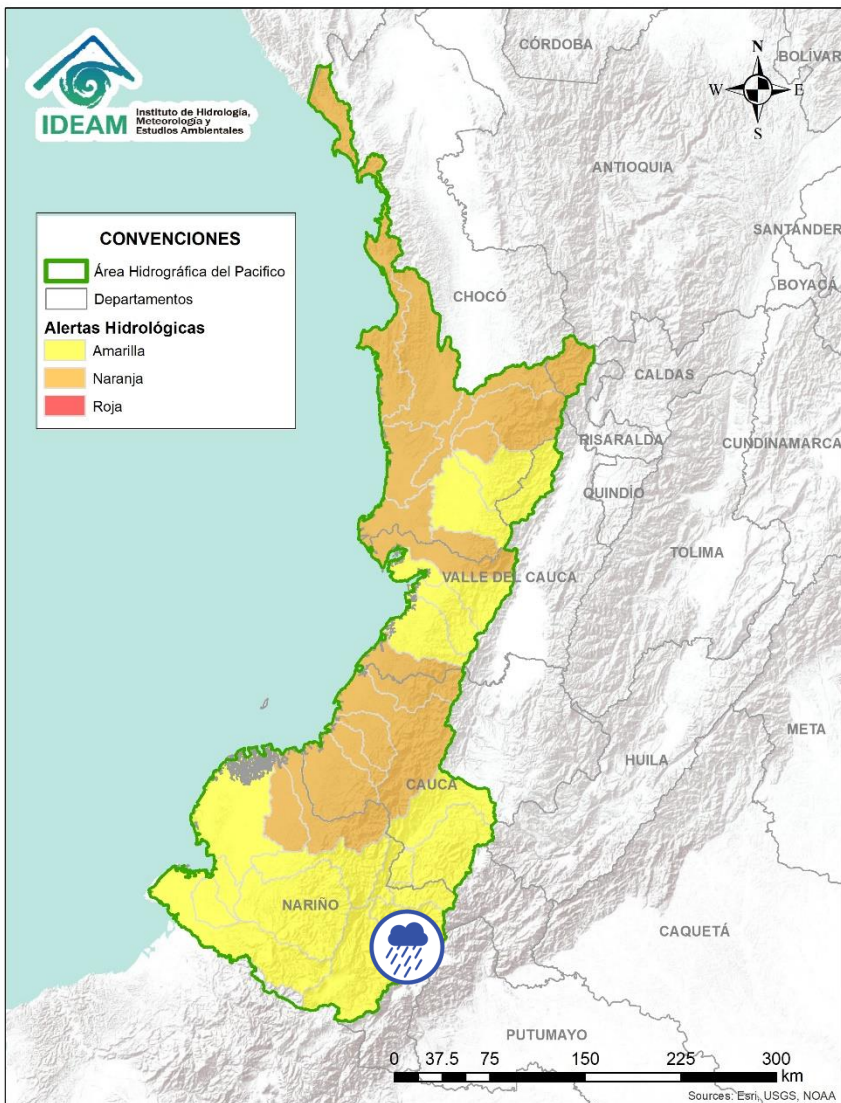 IDEAM
Instituto de Hidrología,
Meteorología y
Estudios Ambientales
CONVENCIONES
Área Hidrográfica del Pacifico
Departamentos
Alertas Hidrológicas
Amarilla
Naranja
Roja
N
W
E
S
CÓRDOBA
BOLÍVAR
ANTIOQUIA
SANTANDER
BOYACÁ
CHOCÓ
CALDAS
RISARALDA
CUNDINAMARCA
QUINDÍO
TOLIMA
VALLE DEL CAUCA
META
HUILA
CAUCA
NARIÑO
CAQUETÁ
PUTUMAYO
0 37.5 75 150 225 300
km
Sources: Esri, USGS, NOAA